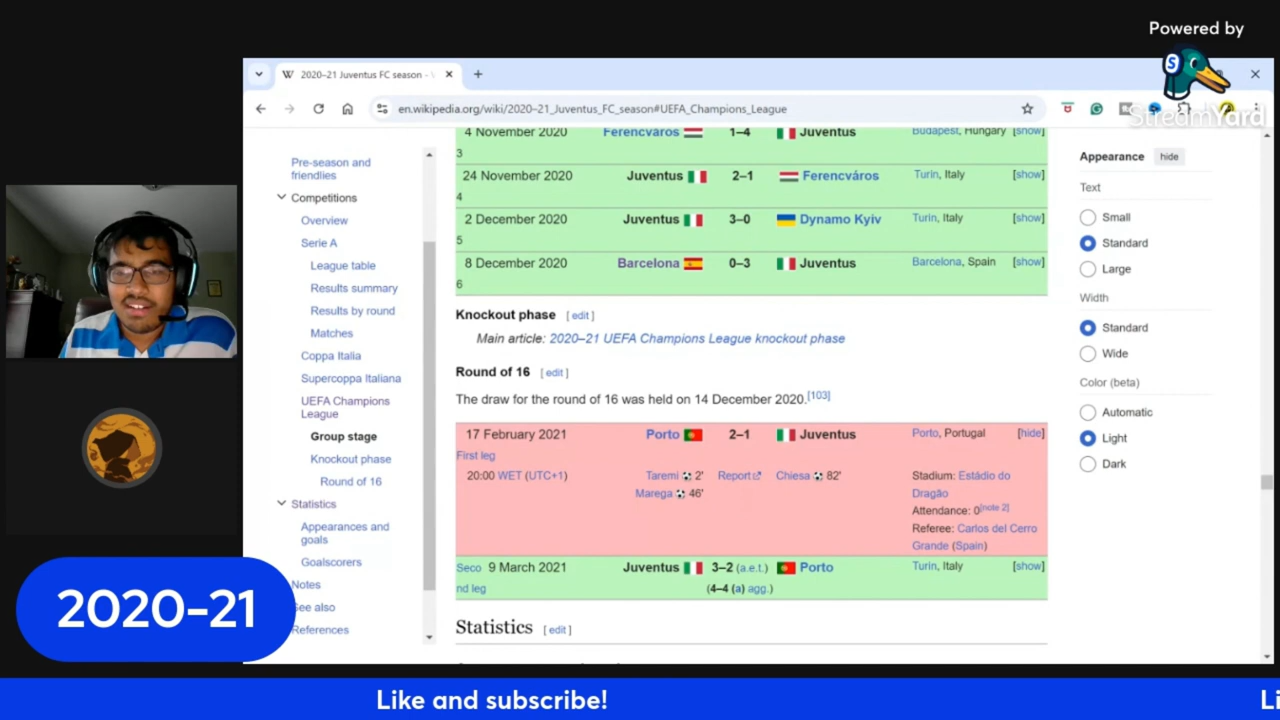 Powered by
StreamYard
2020–21 Juventus FC season -
en.wikipedia.org/wiki/2020–21_Juventus_FC_season#UEFA_Champions_League
Pre-season and
friendlies
Competitions
Overview
Serie A
League table
Results summary
Results by round
Matches
Coppa Italia
Supercoppa Italiana
UEFA Champions
League
Group stage
Knockout phase
Round of 16
Statistics
Appearances and
goals
Goalscorers
Notes
See also
References
4 November 2020 Ferencváros 1–4 Juventus Budapest, Hungary [show]
3
24 November 2020 Juventus 2–1 Ferencváros Turin, Italy [show]
4
2 December 2020 Juventus 3–0 Dynamo Kyiv Turin, Italy [show]
5
8 December 2020 Barcelona 0–3 Juventus Barcelona, Spain [show]
6
Knockout phase [ edit ]
Main article: 2020–21 UEFA Champions League knockout phase
Round of 16 [ edit ]
The draw for the round of 16 was held on 14 December 2020.[103]
17 February 2021 Porto 2–1 Juventus Porto, Portugal [hide]
First leg
20:00 WET (UTC+1) Taremi 2' Report Chiesa 82' Stadium: Estádio do
Marega 46' Dragão
Attendance: 0[note 2]
Referee: Carlos del Cerro
Grande (Spain)
Seco 9 March 2021 Juventus 3–2 (a.e.t.) Porto Turin, Italy [show]
nd leg (4–4 (a) agg.)
Statistics [ edit ]
Appearance hide
Text
Small
Standard
Large
Width
Standard
Wide
Color (beta)
Automatic
Light
Dark
2020-21
Like and subscribe!
Li